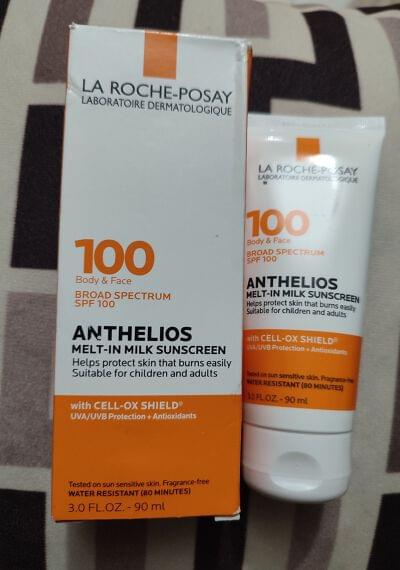 LA ROCHE-POSAY
LABORATOIRE DERMATOLOGIQUE
100
Body & Face
BROAD SPECTRUM
SPF 100
ANTHELIOS
MELT-IN MILK SUNSCREEN
Helps protect skin that burns easily
Suitable for children and adults
with CELL-OX SHIELD®
UVA/UVB Protection + Antioxidants
Tested on sun sensitive skin. Fragrance-free
WATER RESISTANT (80 MINUTES)
3.0 FL.OZ. - 90 ml
LA ROCHE-POSAY
LABORATOIRE DERMATOLOGIQUE
100
Body & Face
BROAD SPECTRUM
SPF 100
ANTHELIOS
MELT-IN MILK SUNSCREEN
Helps protect skin that burns easily
Suitable for children and adults
with CELL-OX SHIELD®
UVA/UVB Protection + Antioxidants
Tested on sun sensitive skin. Fragrance-free
WATER RESISTANT (80 MINUTES)
3.0 FL.OZ. - 90 ml